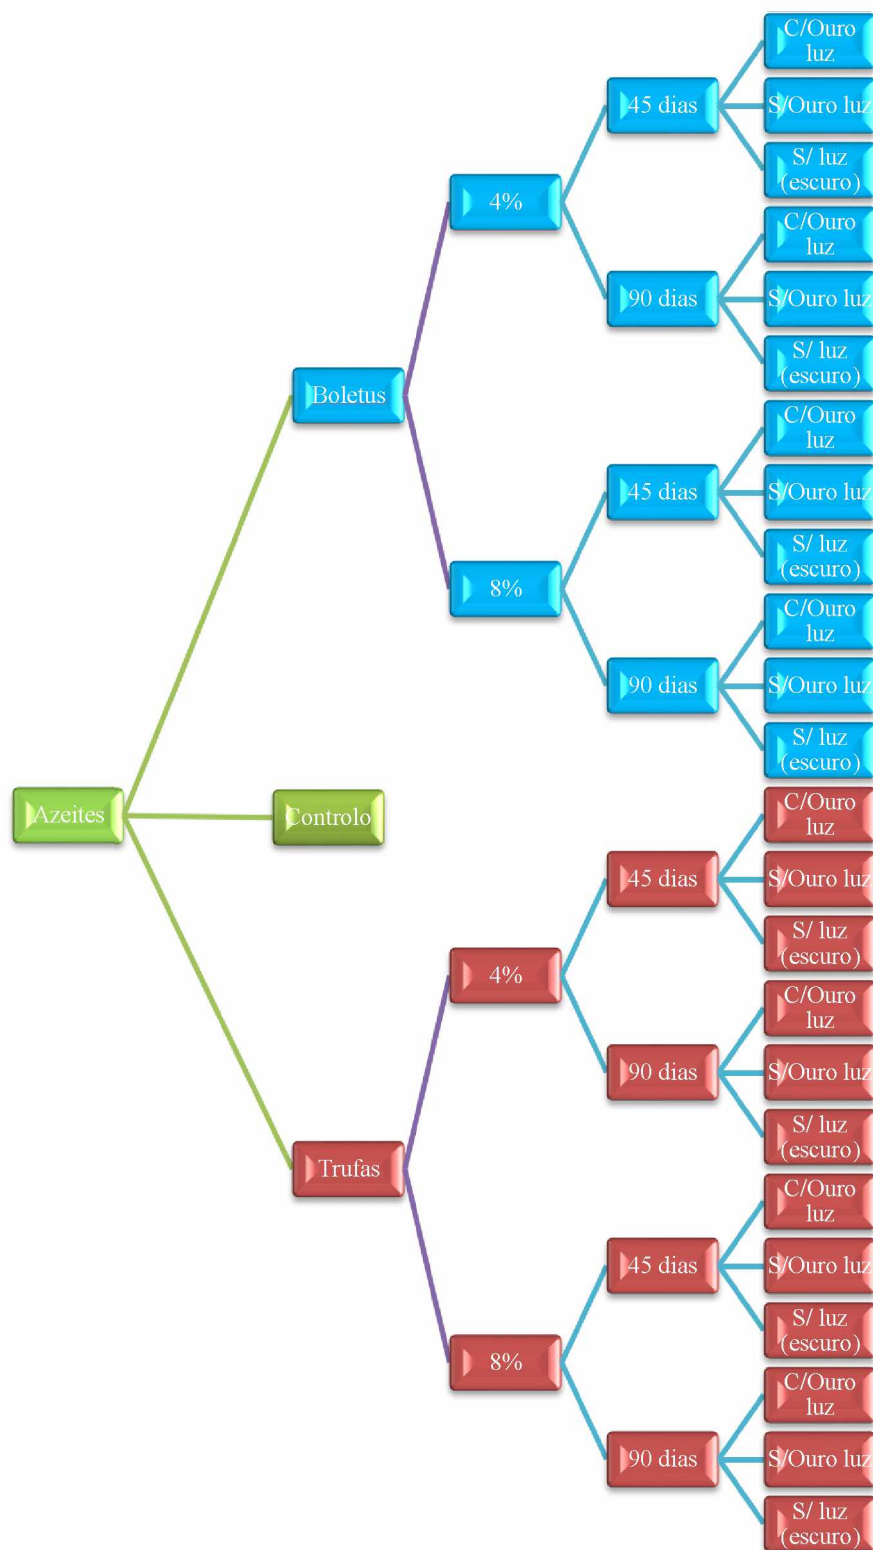 C/Ouro
luz
45 dias
S/Ouro luz
S/ luz
(escuro)
4%
C/Ouro
luz
90 dias
S/Ouro luz
S/ luz
(escuro)
Boletus
C/Ouro
luz
45 dias
S/Ouro luz
S/ luz
(escuro)
8%
C/Ouro
luz
90 dias
S/Ouro luz
S/ luz
(escuro)
Azeites
Controlo
C/Ouro
luz
45 dias
S/Ouro luz
S/ luz
(escuro)
4%
C/Ouro
luz
90 dias
S/Ouro luz
S/ luz
(escuro)
Trufas
C/Ouro
luz
45 dias
S/Ouro luz
S/ luz
(escuro)
8%
C/Ouro
luz
90 dias
S/Ouro luz
S/ luz
(escuro)